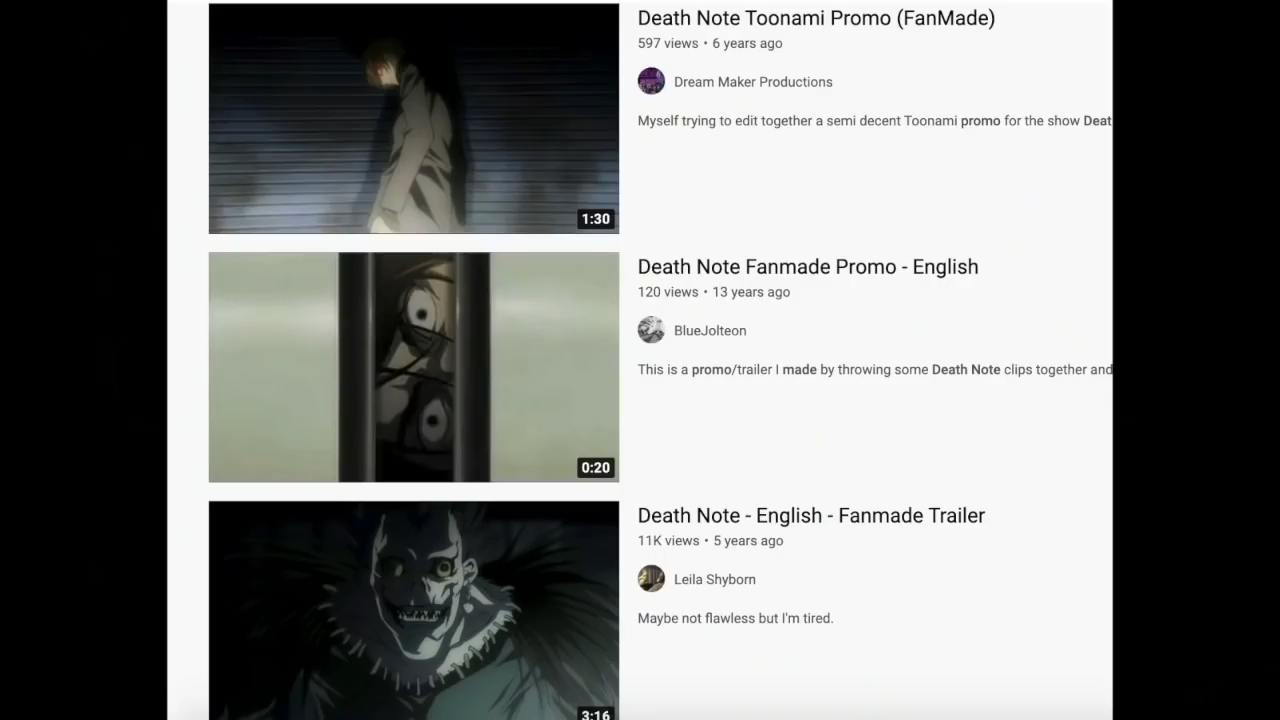 Death Note Toonami Promo (FanMade)
597 views • 6 years ago
Dream Maker Productions
Myself trying to edit together a semi decent Toonami promo for the show Deat
1:30
Death Note Fanmade Promo - English
120 views • 13 years ago
BlueJolteon
This is a promo/trailer I made by throwing some Death Note clips together and
0:20
Death Note - English - Fanmade Trailer
11K views • 5 years ago
Leila Shyborn
Maybe not flawless but I'm tired.
3:16